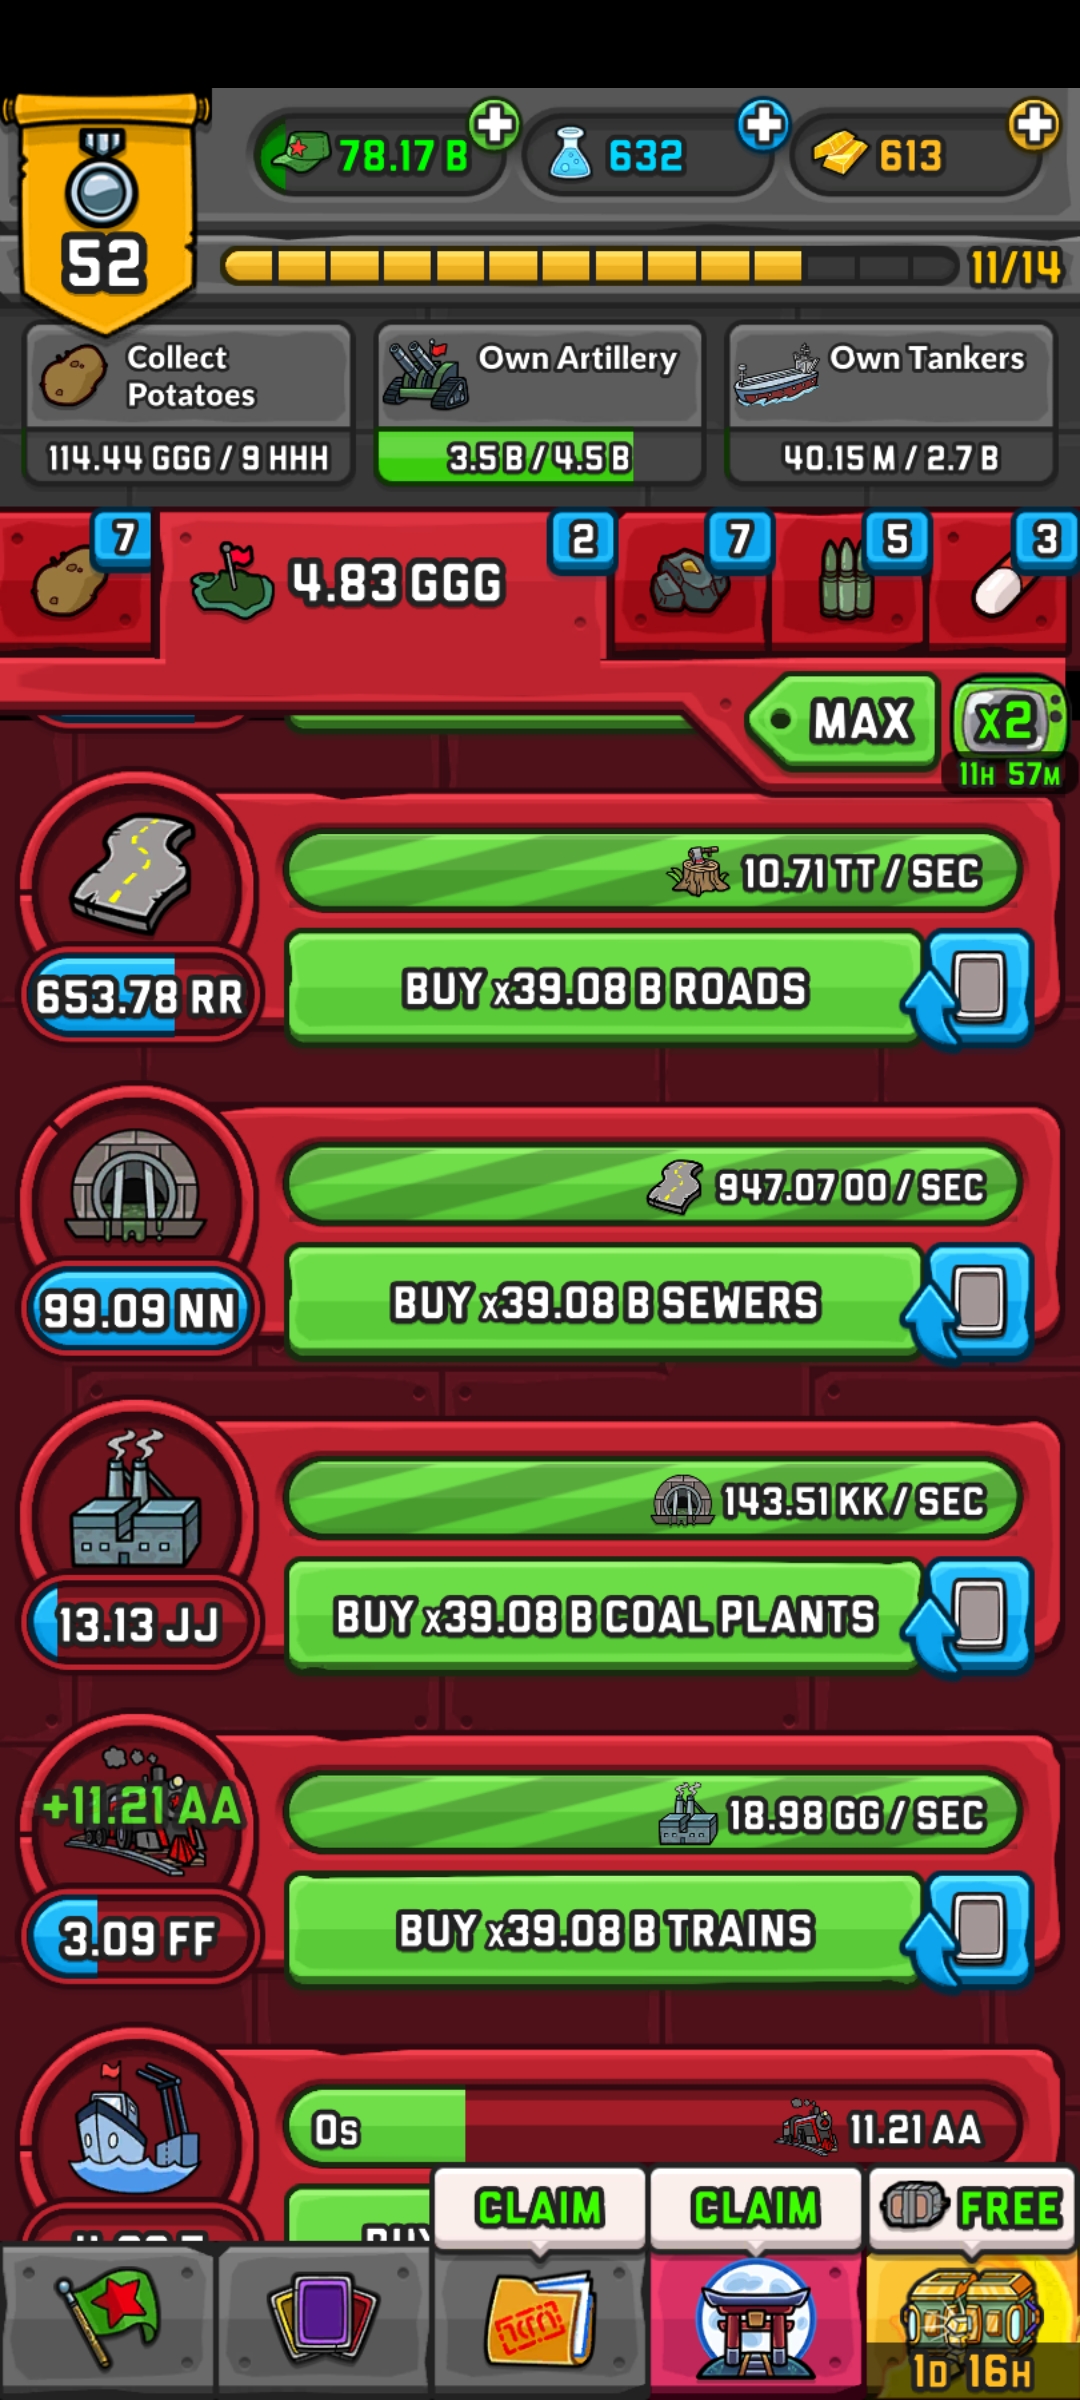 52
78.17 B
632
613
11/14
Collect
Potatoes
114.44 GGG / 9 HHH
Own Artillery
3.5 B / 4.5 B
Own Tankers
40.15 M / 2.7 B
7
4.83 GGG
2
7
5
3
MAX
x2
11H 57M
10.71 TT / SEC
653.78 RR
BUY x39.08 B ROADS
947.07 OO / SEC
99.09 NN
BUY x39.08 B SEWERS
143.51 KK / SEC
13.13 JJ
BUY x39.08 B COAL PLANTS
+11.21 AA
18.98 GG / SEC
3.09 FF
BUY x39.08 B TRAINS
0s
11.21 AA
BUY
CLAIM
CLAIM
FREE
1D 16H